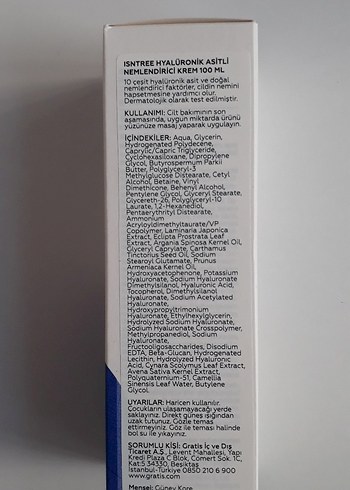 ISNTREE HYALÜRONİK ASİTLİ
NEMLENDİRİCİ KREM 100 ML
10 çeşit hyalüronik asit ve doğal
nemlendirici faktörler, cildin nemini
hapsetmesine yardımcı olur.
Dermatolojik olarak test edilmiştir.
KULLANIMI: Cilt bakımının son
aşamasında, uygun miktarda ürünü
yüzünüze masaj yaparak uygulayın.
İÇİNDEKİLER: Aqua, Glycerin,
Hydrogenated Polydecene,
Caprylic/Capric Triglyceride,
Cyclohexasiloxane, Dipropylene
Glycol, Butyrospermum Parkii
Butter, Polyglyceryl-3
Methylglucose Distearate, Cetyl
Alcohol, Betaine, Vinyl
Dimethicone, Behenyl Alcohol,
Pentylene Glycol, Glyceryl Stearate,
Glycereth-26, Polyglyceryl-10
Laurate, 1,2-Hexanediol,
Pentaerythrityl Distearate,
Ammonium
Acryloyldimethyltaurate/VP
Copolymer, Laminaria Japonica
Extract, Eclipta Prostrata Leaf
Extract, Argania Spinosa Kernel Oil,
Glyceryl Caprylate, Carthamus
Tinctorius Seed Oil, Sodium
Stearoyl Glutamate, Prunus
Armeniaca Kernel Oil,
Hydroxyacetophenone, Potassium
Hyaluronate, Sodium Hyaluronate
Dimethylsilanol, Hyaluronic Acid,
Tocopherol, Dimethylsilanol
Hyaluronate, Sodium Acetylated
Hyaluronate,
Hydroxypropyltrimonium
Hyaluronate, Ethylhexylglycerin,
Hydrolyzed Sodium Hyaluronate,
Sodium Hyaluronate Crosspolymer,
Methylpropanediol, Sodium
Hyaluronate,
Fructooligosaccharides, Disodium
EDTA, Beta-Glucan, Hydrogenated
Lecithin, Hydrolyzed Hyaluronic
Acid, Cynara Scolymus Leaf Extract,
Avena Sativa Kernel Extract,
Polyquaternium-51, Camellia
Sinensis Leaf Water, Butylene
Glycol.
UYARILAR: Haricen kullanılır.
Çocukların ulaşamayacağı yerde
saklayınız. Direkt güneş ışığından
uzak tutunuz. Gözle temas
ettirmeyiniz. Göz ile temas halinde
bol su ile yıkayınız.
SORUMLU KİŞİ: Gratis İç ve Dış
Ticaret A.Ş., Levent Mahallesi, Yapı
Kredi Plaza C Blok, Cömert Sok. 1C,
Kat:5 34330, Beşiktaş
İstanbul-Türkiye 0850 210 6 900
www.gratis.com
Menşei: Güney Kore